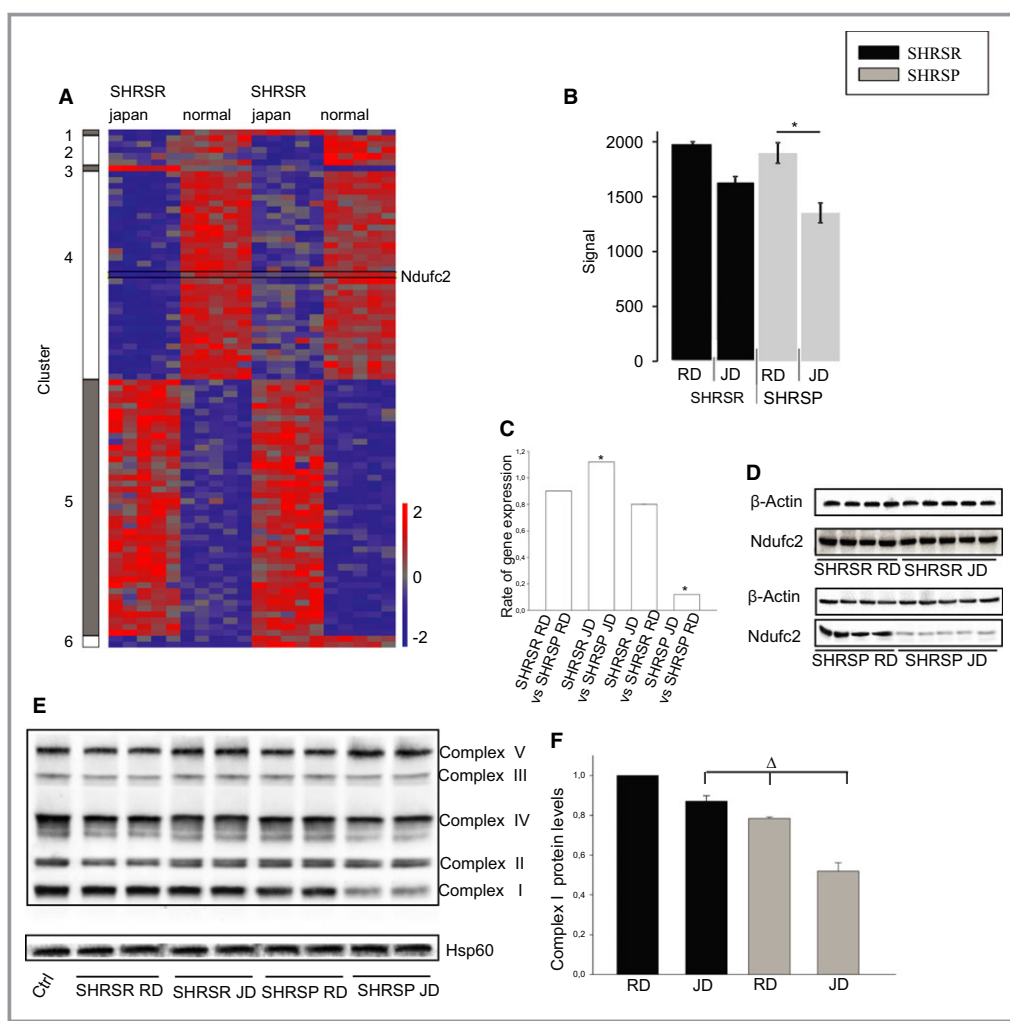 SHRSR
SHRSP
A
SHRSR SHRSR
japan normal japan normal
1
2
3
4
5
6
Cluster
Ndufc2
2
0
-2
B
*
2000
1500
1000
500
0
Signal
RD JD RD JD
SHRSR SHRSP
C
1,2
1,0
0,8
0,6
0,4
0,2
0,0
Rate of gene expression
*
*
SHRSR RD
vs SHRSP RD
SHRSR JD
vs SHRSP JD
SHRSR JD
vs SHRSR RD
SHRSP JD
vs SHRSP RD
D
β-Actin
Ndufc2
SHRSR RD SHRSR JD
β-Actin
Ndufc2
SHRSP RD SHRSP JD
E
Complex V
Complex III
Complex IV
Complex II
Complex I
Hsp60
Ctrl SHRSR RD SHRSR JD SHRSP RD SHRSP JD
F
Δ
1,0
0,8
0,6
0,4
0,2
0,0
Complex I protein levels
RD JD RD JD